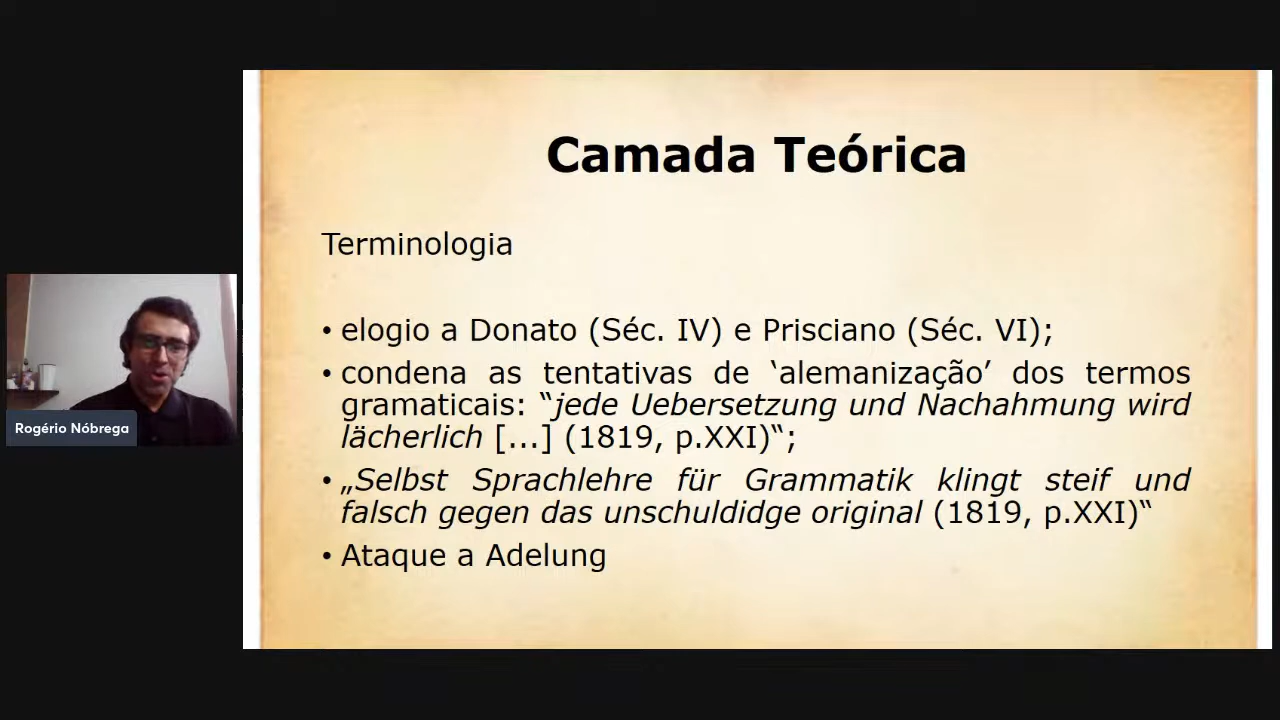 Camada Teórica
Terminologia
• elogio a Donato (Séc. IV) e Prisciano (Séc. VI);
• condena as tentativas de ‘alemanização’ dos termos
gramaticais: “jede Uebersetzung und Nachahmung wird
lächerlich [...] (1819, p.XXI)“;
• „Selbst Sprachlehre für Grammatik klingt steif und
falsch gegen das unschuldidge original (1819, p.XXI)“
• Ataque a Adelung
Rogério Nóbrega